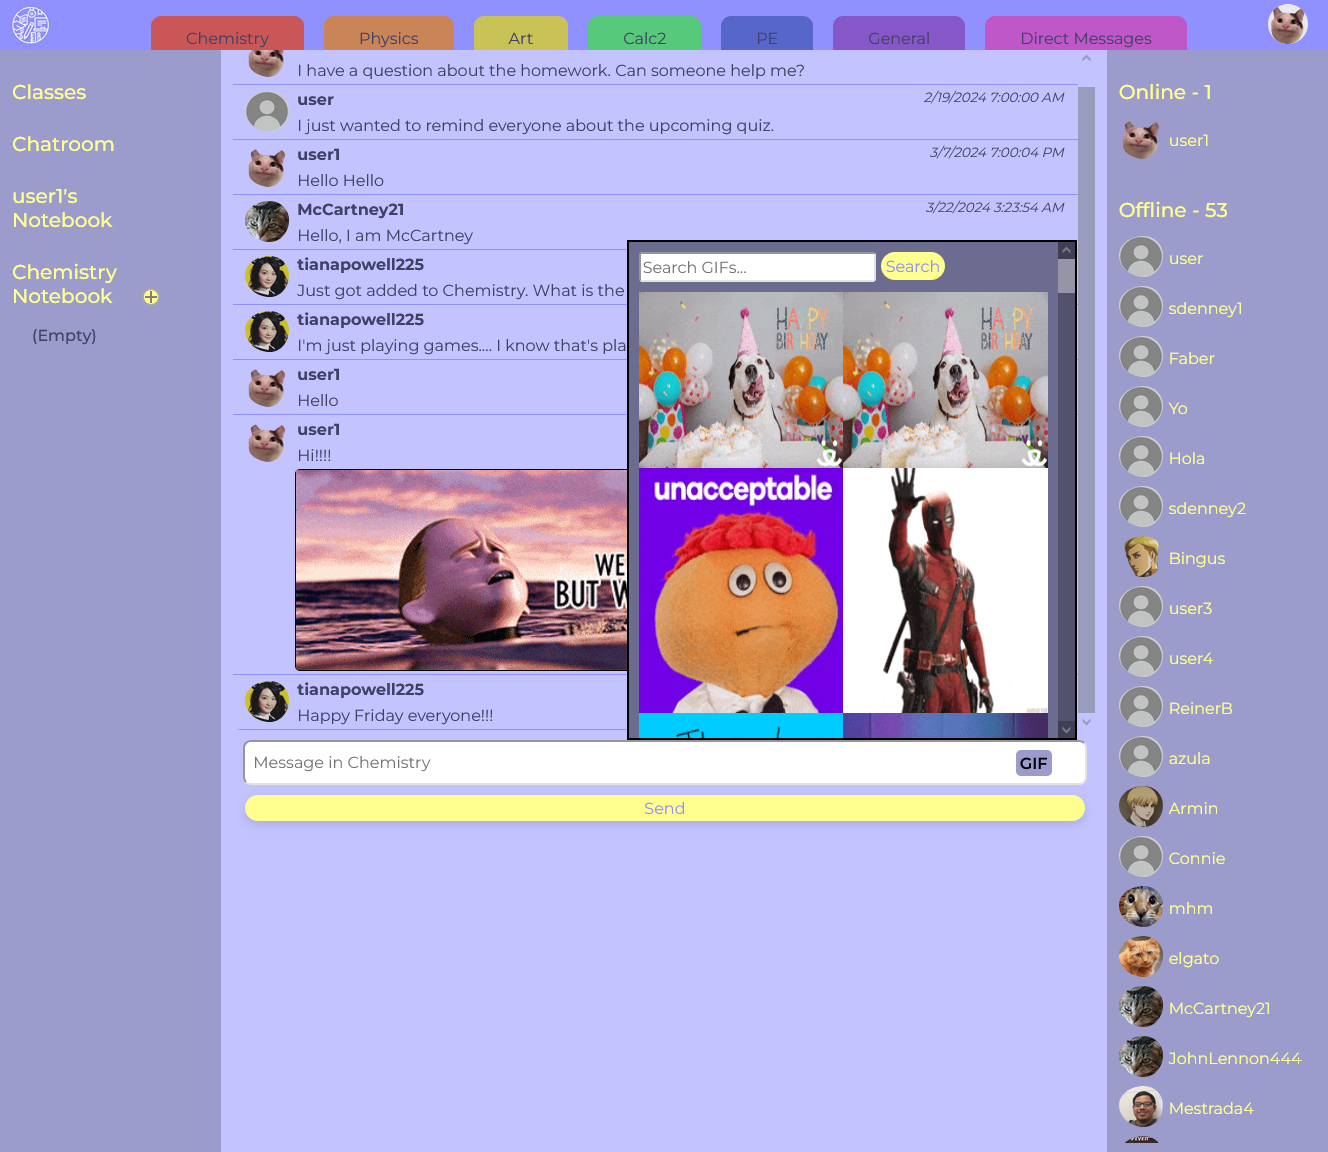 Chemistry
Physics
Art
Calc2
PE
General
Direct Messages
Classes
Chatroom
user1's
Notebook
Chemistry
Notebook
(Empty)
I have a question about the homework. Can someone help me?
user
2/19/2024 7:00:00 AM
I just wanted to remind everyone about the upcoming quiz.
user1
3/7/2024 7:00:04 PM
Hello Hello
McCartney21
3/22/2024 3:23:54 AM
Hello, I am McCartney
tianapowell225
Just got added to Chemistry. What is the
tianapowell225
I'm just playing games.... I know that's pla
user1
Hello
user1
Hi!!!!
WE
BUT W
tianapowell225
Happy Friday everyone!!!
Search GIFs...
Search
HAPPY
BIRTHDAY
HAPPY
BIRTHDAY
unacceptable
Message in Chemistry
GIF
Send
Online - 1
user1
Offline - 53
user
sdenney1
Faber
Yo
Hola
sdenney2
Bingus
user3
user4
ReinerB
azula
Armin
Connie
mhm
elgato
McCartney21
JohnLennon444
Mestrada4